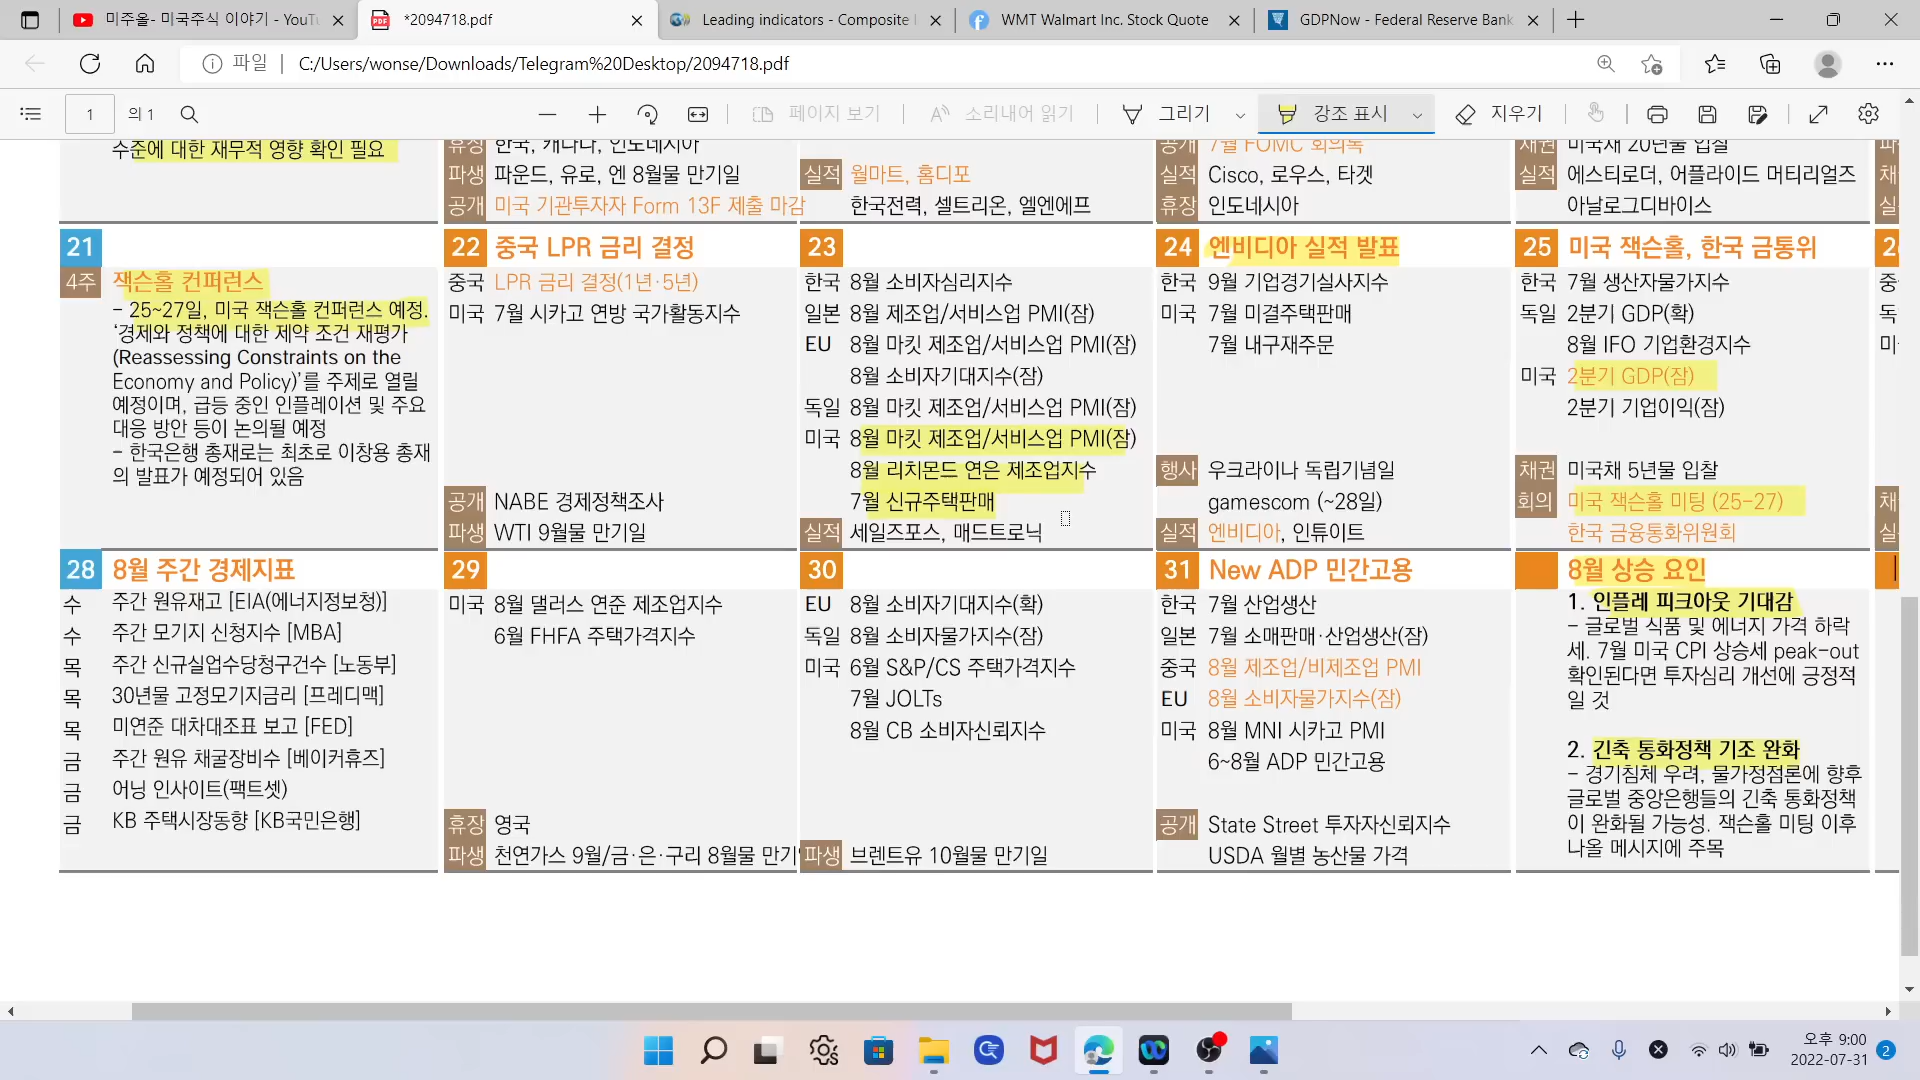 미주올- 미국주식 이야기 - YouTu
*2094718.pdf
Leading indicators - Composite l
WMT Walmart Inc. Stock Quote
GDPNow - Federal Reserve Bank
파일
C:/Users/wonse/Downloads/Telegram%20Desktop/2094718.pdf
1
의 1
페이지 보기
소리내어 읽기
그리기
강조 표시
지우기
수준에 대한 재무적 영향 확인 필요
휴장 한국, 캐나다, 인도네시아
파생 파운드, 유로, 엔 8월물 만기일
공개 미국 기관투자자 Form 13F 제출 마감
실적 월마트, 홈디포
한국전력, 셀트리온, 엘엔에프
공개 7월 FOMC 회의록
실적 Cisco, 로우스, 타겟
휴장 인도네시아
채권 미국채 20년물 입찰
실적 에스티로더, 어플라이드 머티리얼즈
아날로그디바이스
21
4주 잭슨홀 컨퍼런스
- 25~27일, 미국 잭슨홀 컨퍼런스 예정.
'경제와 정책에 대한 제약 조건 재평가
(Reassessing Constraints on the
Economy and Policy)'를 주제로 열릴
예정이며, 급등 중인 인플레이션 및 주요
대응 방안 등이 논의될 예정
- 한국은행 총재로는 최초로 이창용 총재
의 발표가 예정되어 있음
22 중국 LPR 금리 결정
중국 LPR 금리 결정(1년·5년)
미국 7월 시카고 연방 국가활동지수
공개 NABE 경제정책조사
파생 WTI 9월물 만기일
23
한국 8월 소비자심리지수
일본 8월 제조업/서비스업 PMI(잠)
EU 8월 마킷 제조업/서비스업 PMI(잠)
8월 소비자기대지수(잠)
독일 8월 마킷 제조업/서비스업 PMI(잠)
미국 8월 마킷 제조업/서비스업 PMI(잠)
8월 리치몬드 연은 제조업지수
7월 신규주택판매
실적 세일즈포스, 매드트로닉
24 엔비디아 실적 발표
한국 9월 기업경기실사지수
미국 7월 미결주택판매
7월 내구재주문
행사 우크라이나 독립기념일
gamescom (~28일)
실적 엔비디아, 인튜이트
25 미국 잭슨홀, 한국 금통위
한국 7월 생산자물가지수
독일 2분기 GDP(확)
8월 IFO 기업환경지수
미국 2분기 GDP(잠)
2분기 기업이익(잠)
채권 미국채 5년물 입찰
회의 미국 잭슨홀 미팅 (25-27)
한국 금융통화위원회
28 8월 주간 경제지표
수 주간 원유재고 [EIA(에너지정보청)]
수 주간 모기지 신청지수 [MBA]
목 주간 신규실업수당청구건수 [노동부]
목 30년물 고정모기지금리 [프레디맥]
목 미연준 대차대조표 보고 [FED]
금 주간 원유 채굴장비수 [베이커휴즈]
금 어닝 인사이트(팩트셋)
금 KB 주택시장동향 [KB국민은행]
29
미국 8월 댈러스 연준 제조업지수
6월 FHFA 주택가격지수
휴장 영국
파생 천연가스 9월/금·은·구리 8월물 만기
30
EU 8월 소비자기대지수(확)
독일 8월 소비자물가지수(잠)
미국 6월 S&P/CS 주택가격지수
7월 JOLTs
8월 CB 소비자신뢰지수
파생 브렌트유 10월물 만기일
31 New ADP 민간고용
한국 7월 산업생산
일본 7월 소매판매·산업생산(잠)
중국 8월 제조업/비제조업 PMI
EU 8월 소비자물가지수(잠)
미국 8월 MNI 시카고 PMI
6~8월 ADP 민간고용
공개 State Street 투자자신뢰지수
USDA 월별 농산물 가격
8월 상승 요인
1. 인플레 피크아웃 기대감
- 글로벌 식품 및 에너지 가격 하락
세. 7월 미국 CPI 상승세 peak-out
확인된다면 투자심리 개선에 긍정적
일 것
2. 긴축 통화정책 기조 완화
- 경기침체 우려, 물가정점론에 향후
글로벌 중앙은행들의 긴축 통화정책
이 완화될 가능성. 잭슨홀 미팅 이후
나올 메시지에 주목
오후 9:00
2022-07-31
2